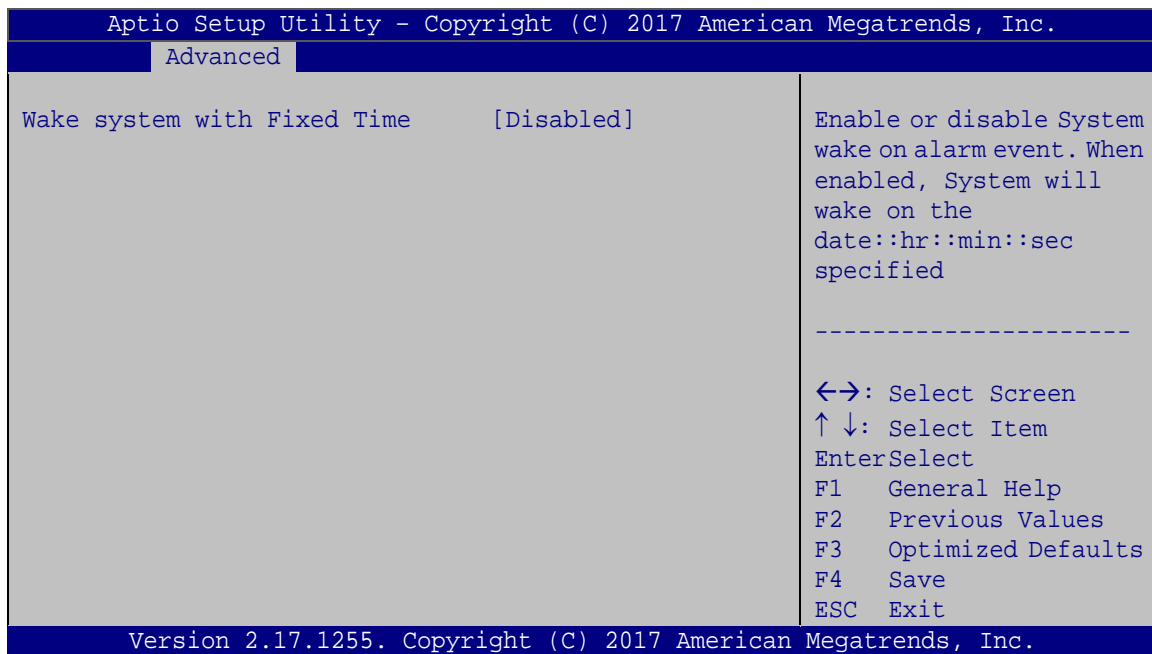 Aptio Setup Utility – Copyright (C) 2017 American Megatrends, Inc.
Advanced
Wake system with Fixed Time [Disabled]
Enable or disable System
wake on alarm event. When
enabled, System will
wake on the
date::hr::min::sec
specified
----------------------
←→: Select Screen
↑ ↓: Select Item
EnterSelect
F1 General Help
F2 Previous Values
F3 Optimized Defaults
F4 Save
ESC Exit
Version 2.17.1255. Copyright (C) 2017 American Megatrends, Inc.